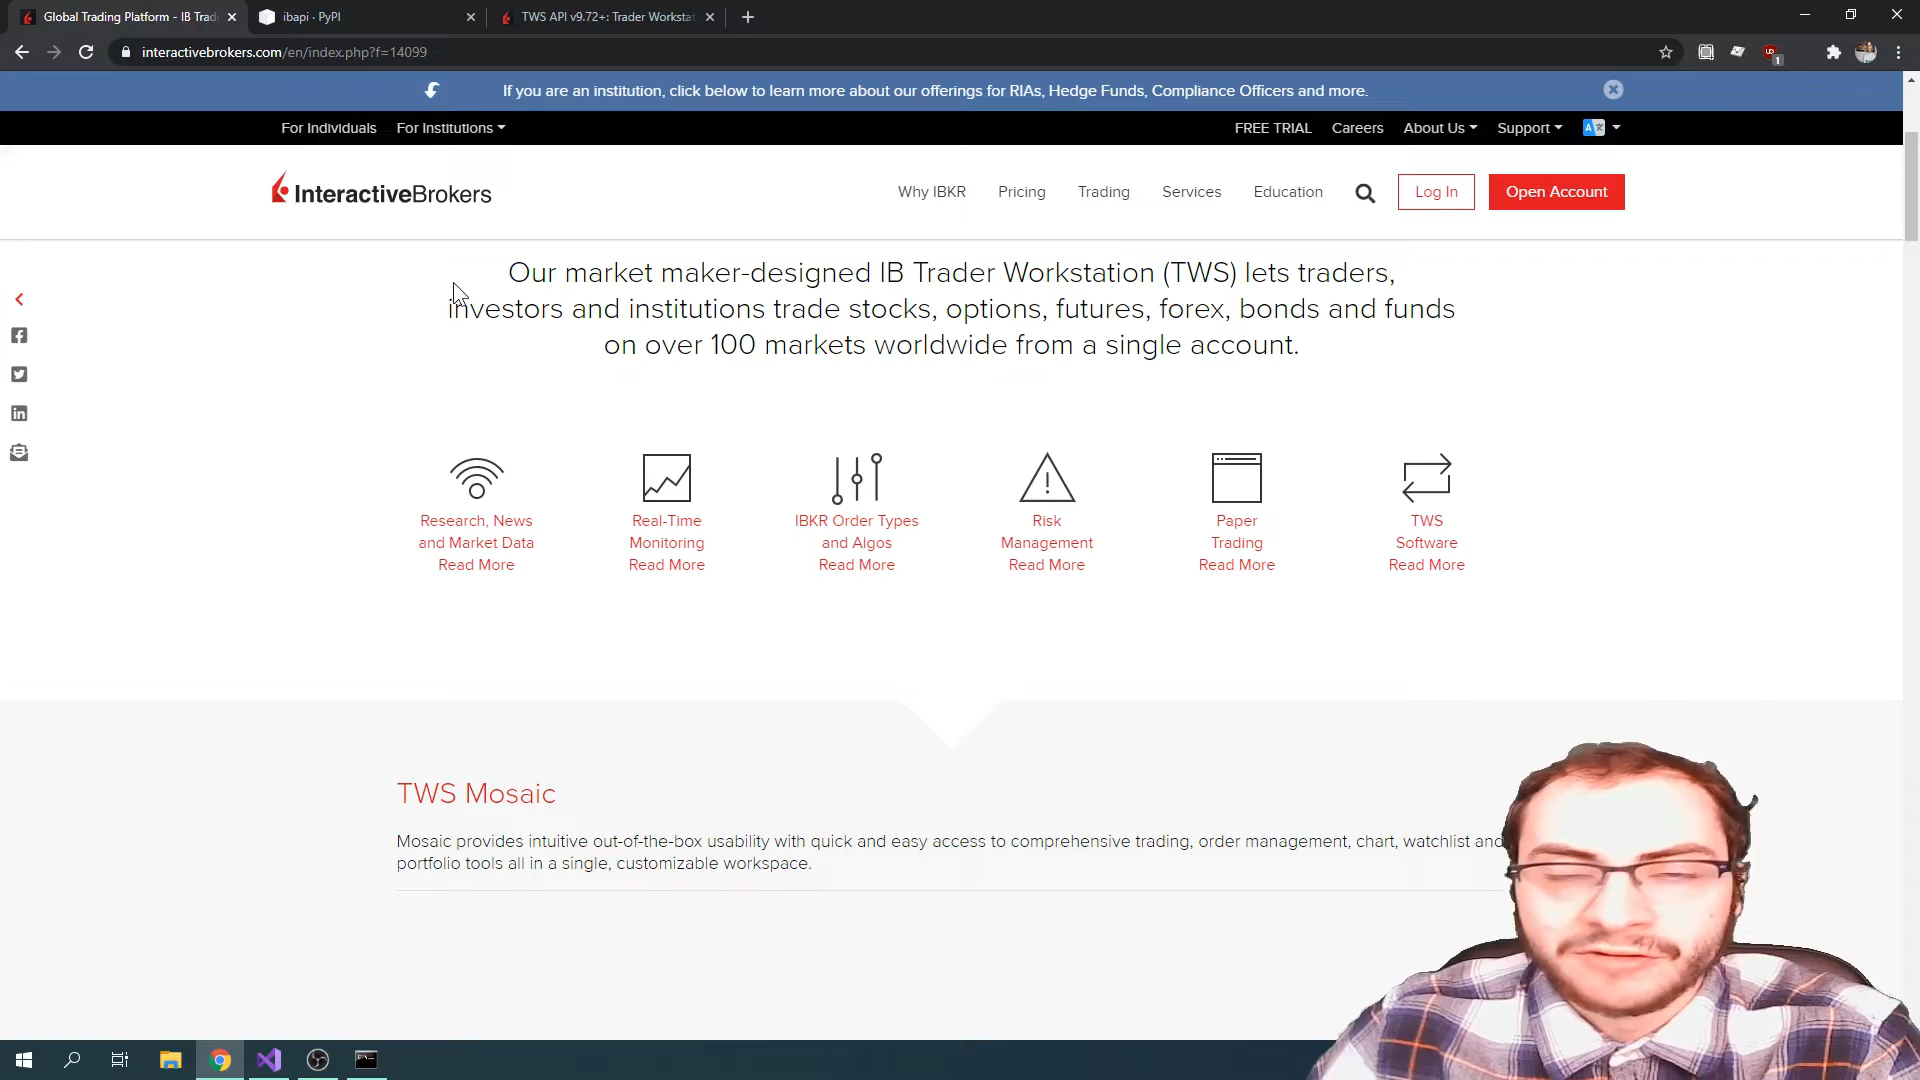 Global Trading Platform - IB Trad
ibapi · PyPI
TWS API v9.72+: Trader Workstat
interactivebrokers.com/en/index.php?f=14099
If you are an institution, click below to learn more about our offerings for RIAs, Hedge Funds, Compliance Officers and more.
For Individuals
For Institutions
FREE TRIAL
Careers
About Us
Support
InteractiveBrokers
Why IBKR
Pricing
Trading
Services
Education
Log In
Open Account
Our market maker-designed IB Trader Workstation (TWS) lets traders,
investors and institutions trade stocks, options, futures, forex, bonds and funds
on over 100 markets worldwide from a single account.
Research, News
and Market Data
Read More
Real-Time
Monitoring
Read More
IBKR Order Types
and Algos
Read More
Risk
Management
Read More
Paper
Trading
Read More
TWS
Software
Read More
TWS Mosaic
Mosaic provides intuitive out-of-the-box usability with quick and easy access to comprehensive trading, order management, chart, watchlist and
portfolio tools all in a single, customizable workspace.